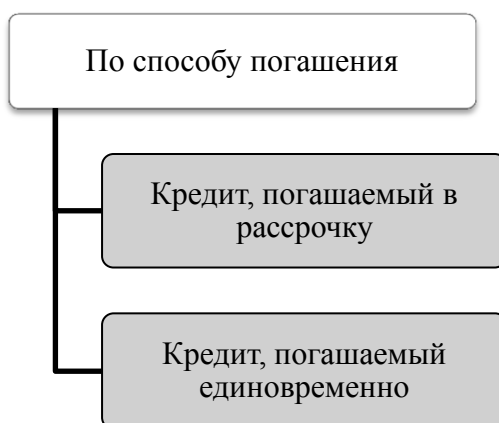 По способу погашения
Кредит, погашаемый в
рассрочку
Кредит, погашаемый
единовременно